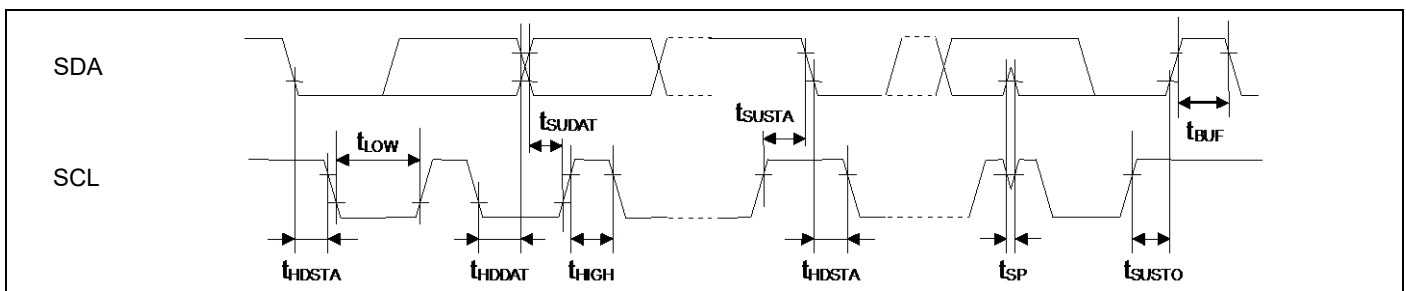 SDA
tSUDAT
tSUSTA
tBUF
tLOW
SCL
tHDSTA
tHDDAT
tHIGH
tHDSTA
tSP
tSUSTO